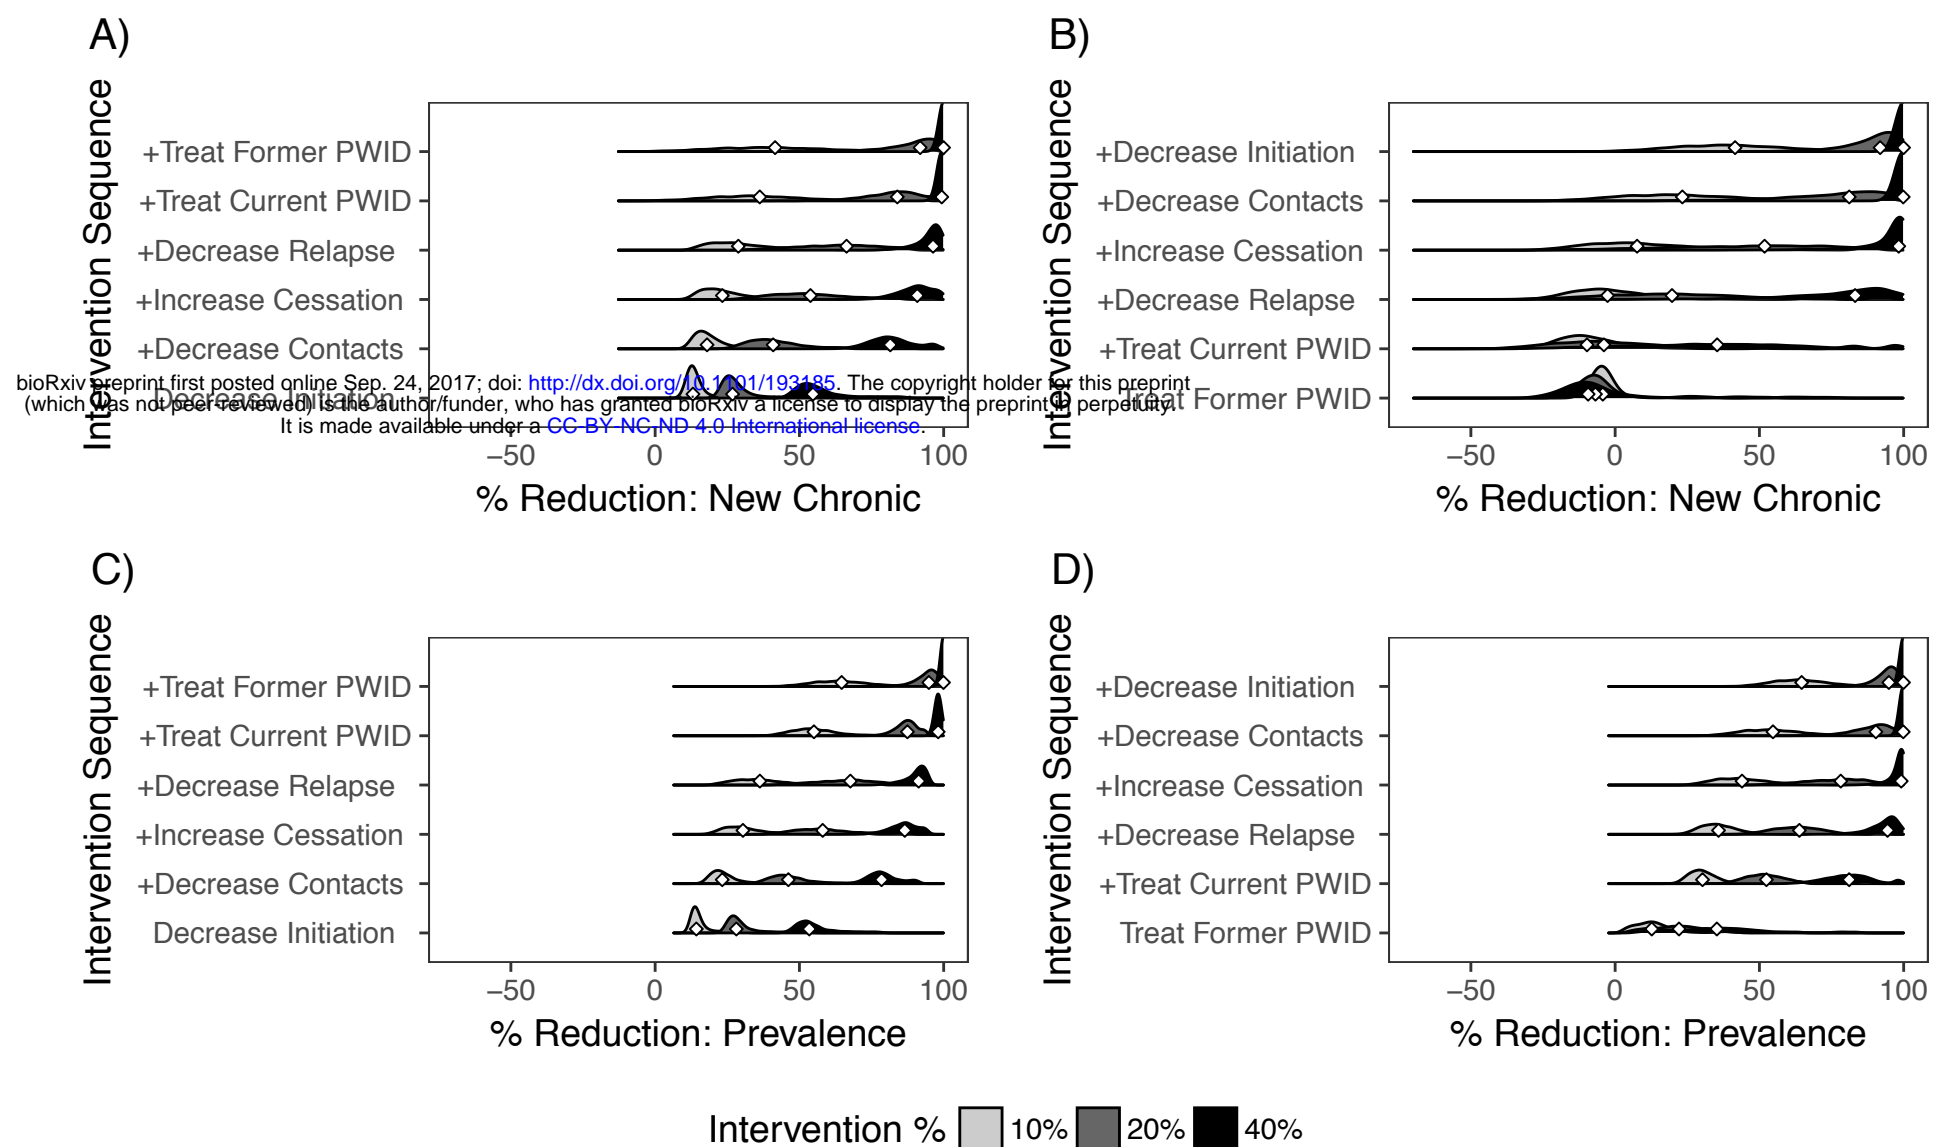 A)
Intervention Sequence
+Treat Former PWID
+Treat Current PWID
+Decrease Relapse
+Increase Cessation
+Decrease Contacts
Decrease Initiation
−50 0 50 100
% Reduction: New Chronic
B)
Intervention Sequence
+Decrease Initiation
+Decrease Contacts
+Increase Cessation
+Decrease Relapse
+Treat Current PWID
Treat Former PWID
−50 0 50 100
% Reduction: New Chronic
bioRxiv preprint first posted online Sep. 24, 2017; doi: http://dx.doi.org/10.1101/193185. The copyright holder for this preprint
(which was not peer-reviewed) is the author/funder, who has granted bioRxiv a license to display the preprint in perpetuity.
It is made available under a CC-BY-NC-ND 4.0 International license.
C)
Intervention Sequence
+Treat Former PWID
+Treat Current PWID
+Decrease Relapse
+Increase Cessation
+Decrease Contacts
Decrease Initiation
−50 0 50 100
% Reduction: Prevalence
D)
Intervention Sequence
+Decrease Initiation
+Decrease Contacts
+Increase Cessation
+Decrease Relapse
+Treat Current PWID
Treat Former PWID
−50 0 50 100
% Reduction: Prevalence
Intervention % 10% 20% 40%